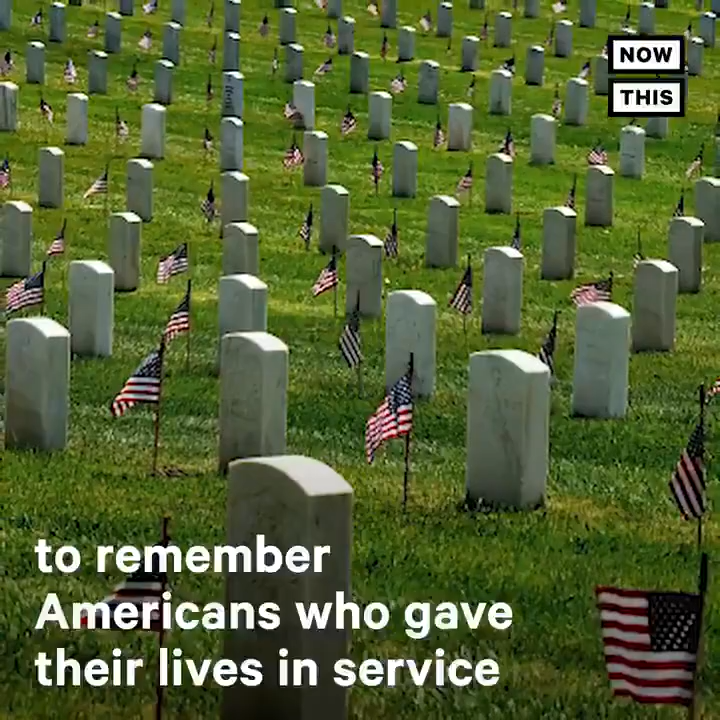 NOW
THIS
to remember
Americans who gave
their lives in service